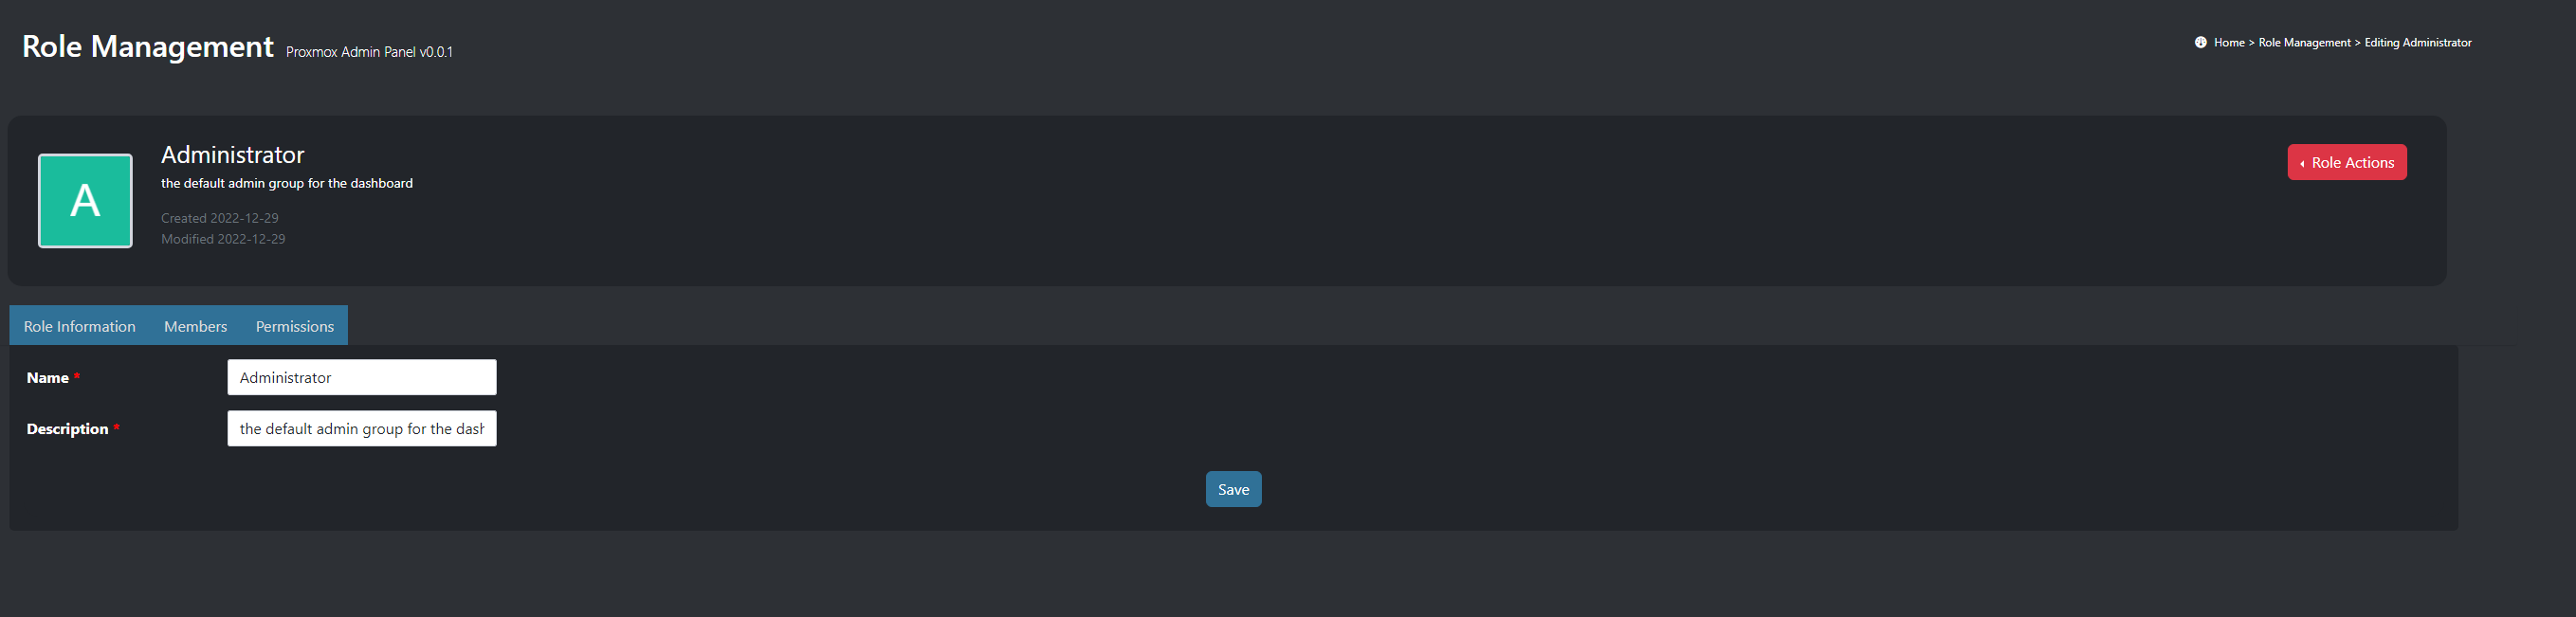 Role Management Proxmox Admin Panel v0.0.1
Home > Role Management > Editing Administrator
A
Administrator
the default admin group for the dashboard
Created 2022-12-29
Modified 2022-12-29
Role Actions
Role Information Members Permissions
Name * Administrator
Description * the default admin group for the dash
Save